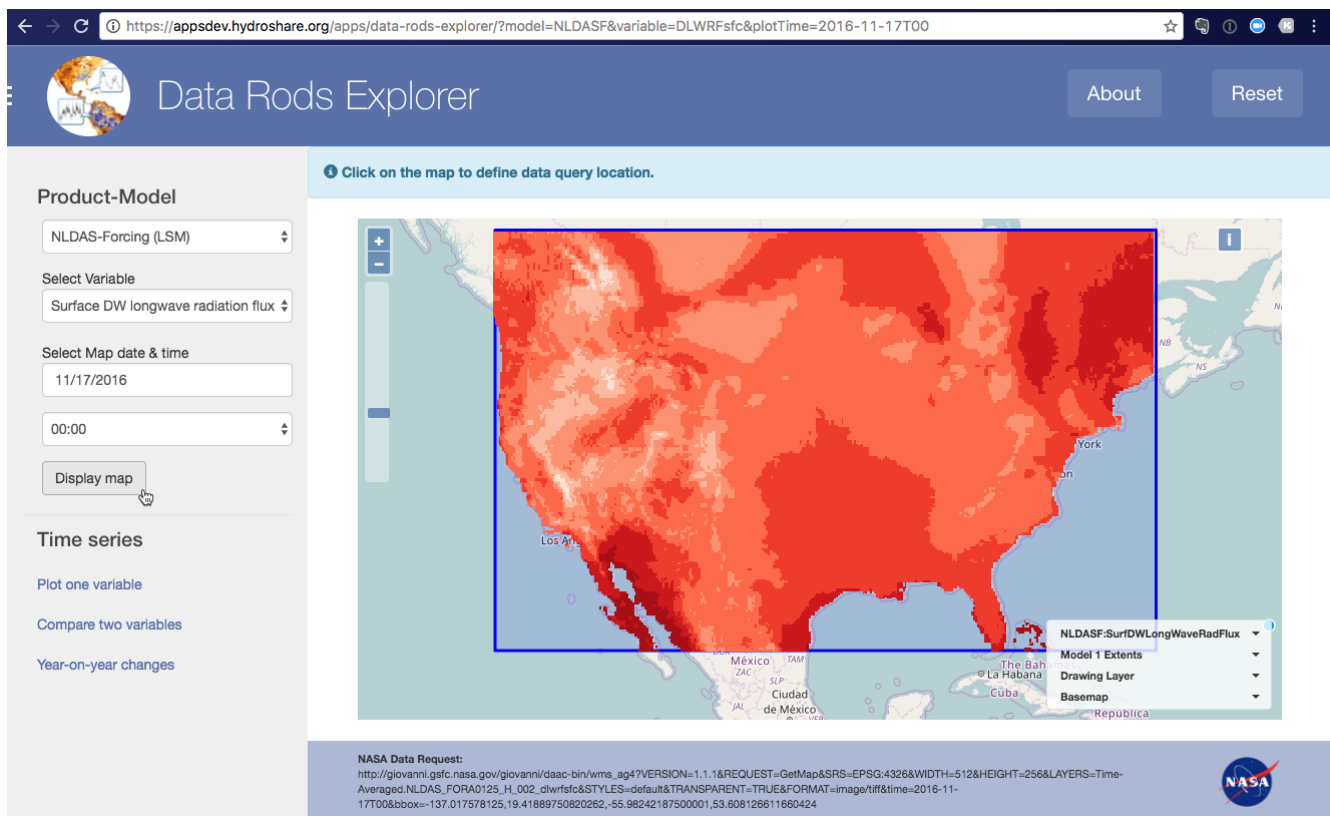 https://appsdev.hydroshare.org/apps/data-rods-explorer/?model=NLDASF&variable=DLWRFsfc&plotTime=2016-11-17T00
Data Rods Explorer
About
Reset
Product-Model
NLDAS-Forcing (LSM)
Select Variable
Surface DW longwave radiation flux
Select Map date & time
11/17/2016
00:00
Display map
Time series
Plot one variable
Compare two variables
Year-on-year changes
Click on the map to define data query location.
+
−
i
NB
NS
York
Los An
México
TAM
ZAC
SLP
Ciudad
de México
JAL
The Bahamas
La Habana
Cuba
República
NLDASF:SurfDWLongWaveRadFlux
Model 1 Extents
Drawing Layer
Basemap
NASA Data Request:
http://giovanni.gsfc.nasa.gov/giovanni/daac-bin/wms_ag4?VERSION=1.1.1&REQUEST=GetMap&SRS=EPSG:4326&WIDTH=512&HEIGHT=256&LAYERS=Time-
Averaged.NLDAS_FORA0125_H_002_dlwrfsfc&STYLES=default&TRANSPARENT=TRUE&FORMAT=image/tiff&time=2016-11-
17T00&bbox=-137.017578125,19.41889750820262,-55.98242187500001,53.608126611660424
NASA